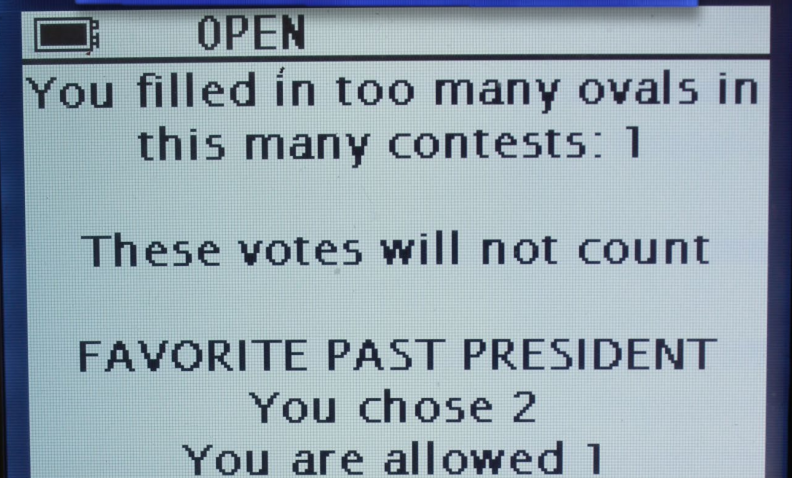 OPEN
You filled in too many ovals in
this many contests: 1
These votes will not count
FAVORITE PAST PRESIDENT
You chose 2
You are allowed 1